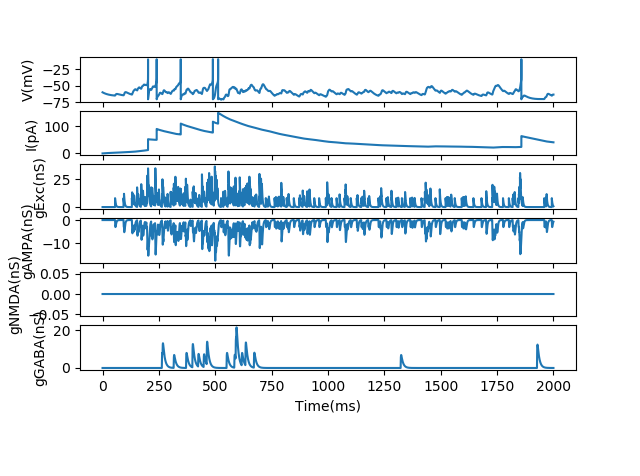 V(mV)
−25
−50
−75
I(pA)
100
0
gExc(nS)
25
0
gAMPA(nS)
0
−10
gNMDA(nS)
0.05
0.00
−0.05
gGABA(nS)
20
0
0 250 500 750 1000 1250 1500 1750 2000
Time(ms)